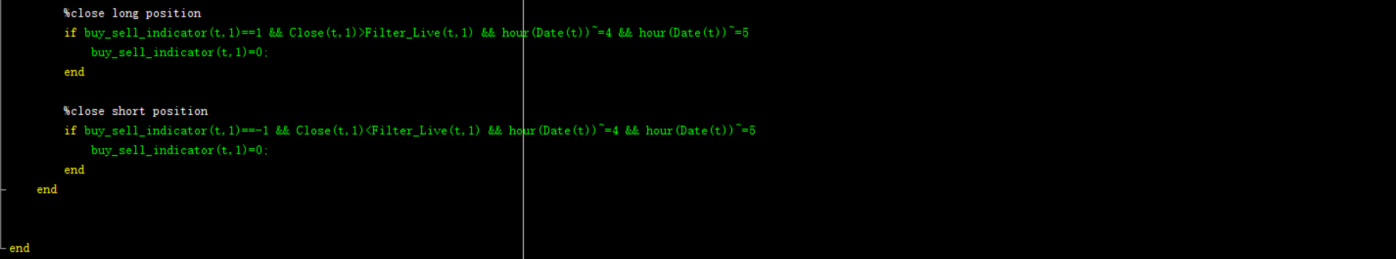 %close long position
if buy_sell_indicator(t,1)==1 && Close(t,1)>Filter_Live(t,1) && hour(Date(t))~=4 && hour(Date(t))~=5
buy_sell_indicator(t,1)=0;
end
%close short position
if buy_sell_indicator(t,1)==-1 && Close(t,1)<Filter_Live(t,1) && hour(Date(t))~=4 && hour(Date(t))~=5
buy_sell_indicator(t,1)=0;
end
end
end